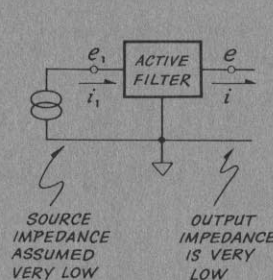 e₁
ACTIVE
FILTER
e
i₁
i
SOURCE
IMPEDANCE
ASSUMED
VERY LOW
OUTPUT
IMPEDANCE
IS VERY
LOW